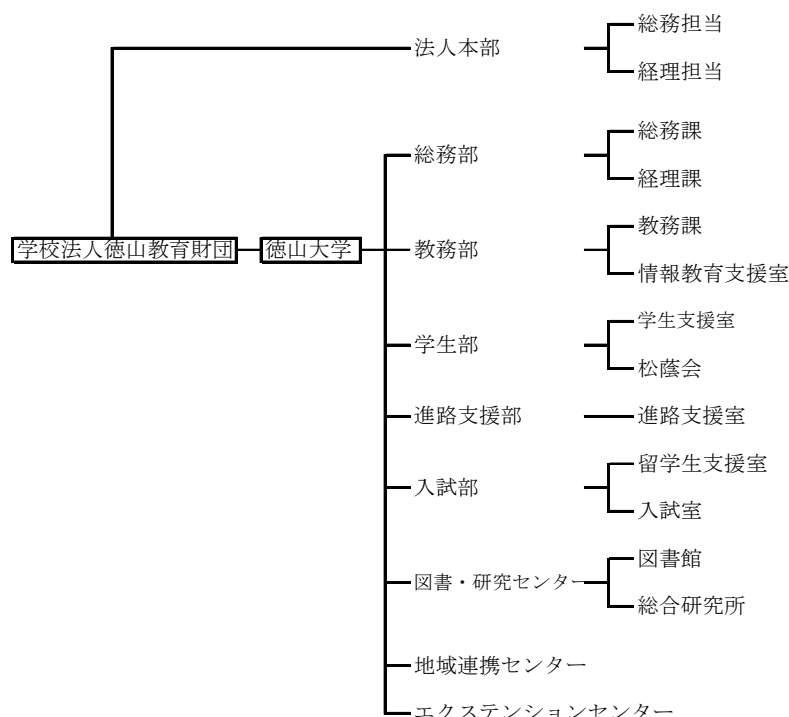 法人本部
総務担当
経理担当
総務部
総務課
経理課
学校法人徳山教育財団
徳山大学
教務部
教務課
情報教育支援室
学生部
学生支援室
松蔭会
進路支援部
進路支援室
入試部
留学生支援室
入試室
図書・研究センター
図書館
総合研究所
地域連携センター
エクステンションセンター